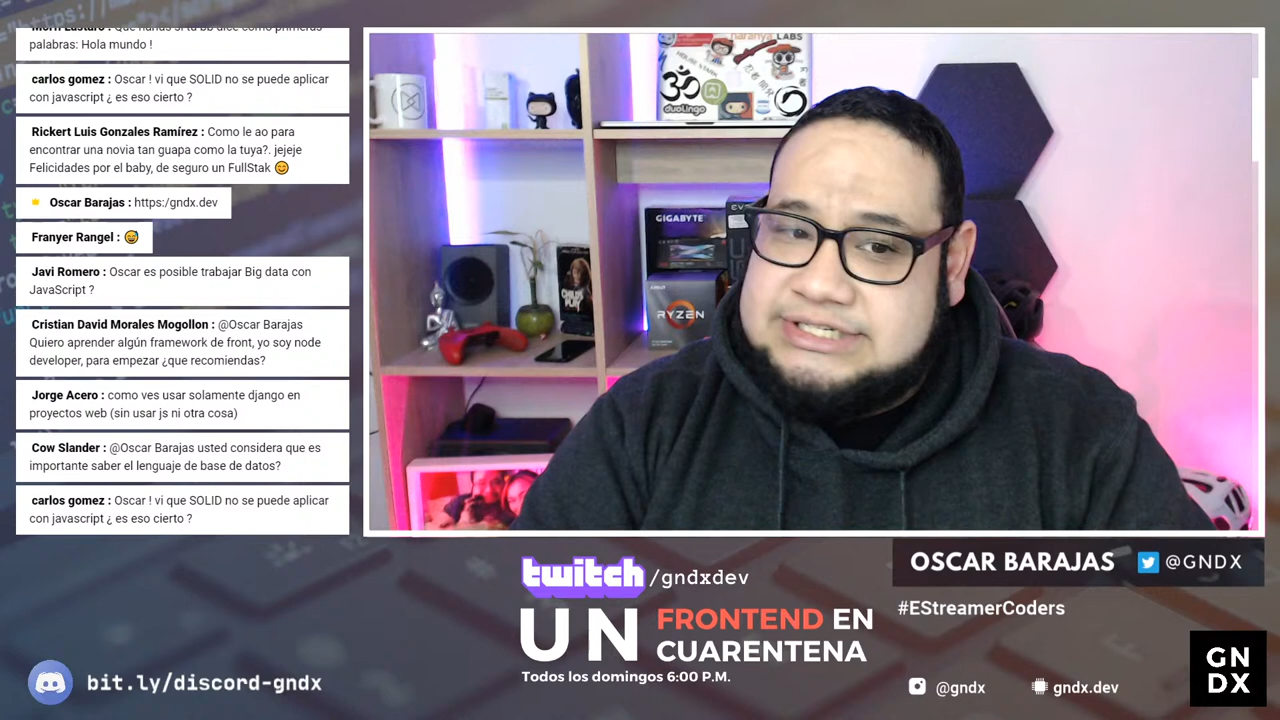 palabras: Hola mundo !
carlos gomez : Oscar ! vi que SOLID no se puede aplicar
con javascript ¿ es eso cierto ?
Rickert Luis Gonzales Ramírez : Como le ao para
encontrar una novia tan guapa como la tuya?. jejeje
Felicidades por el baby, de seguro un FullStak 😊
Oscar Barajas : https:/gndx.dev
Franyer Rangel : 😅
Javi Romero : Oscar es posible trabajar Big data con
JavaScript ?
Cristian David Morales Mogollon : @Oscar Barajas
Quiero aprender algún framework de front, yo soy node
developer, para empezar ¿que recomiendas?
Jorge Acero : como ves usar solamente django en
proyectos web (sin usar js ni otra cosa)
Cow Slander : @Oscar Barajas usted considera que es
importante saber el lenguaje de base de datos?
carlos gomez : Oscar ! vi que SOLID no se puede aplicar
con javascript ¿ es eso cierto ?
naranya LABS
HOUSE STARK
duolingo
GIGABYTE
EV
AMD
RYZEN
CHILD'S
PLAY
twitch/gndxdev
UN FRONTEND EN
CUARENTENA
Todos los domingos 6:00 P.M.
OSCAR BARAJAS @GNDX
#EStreamerCoders
bit.ly/discord-gndx
@gndx gndx.dev
GN
DX